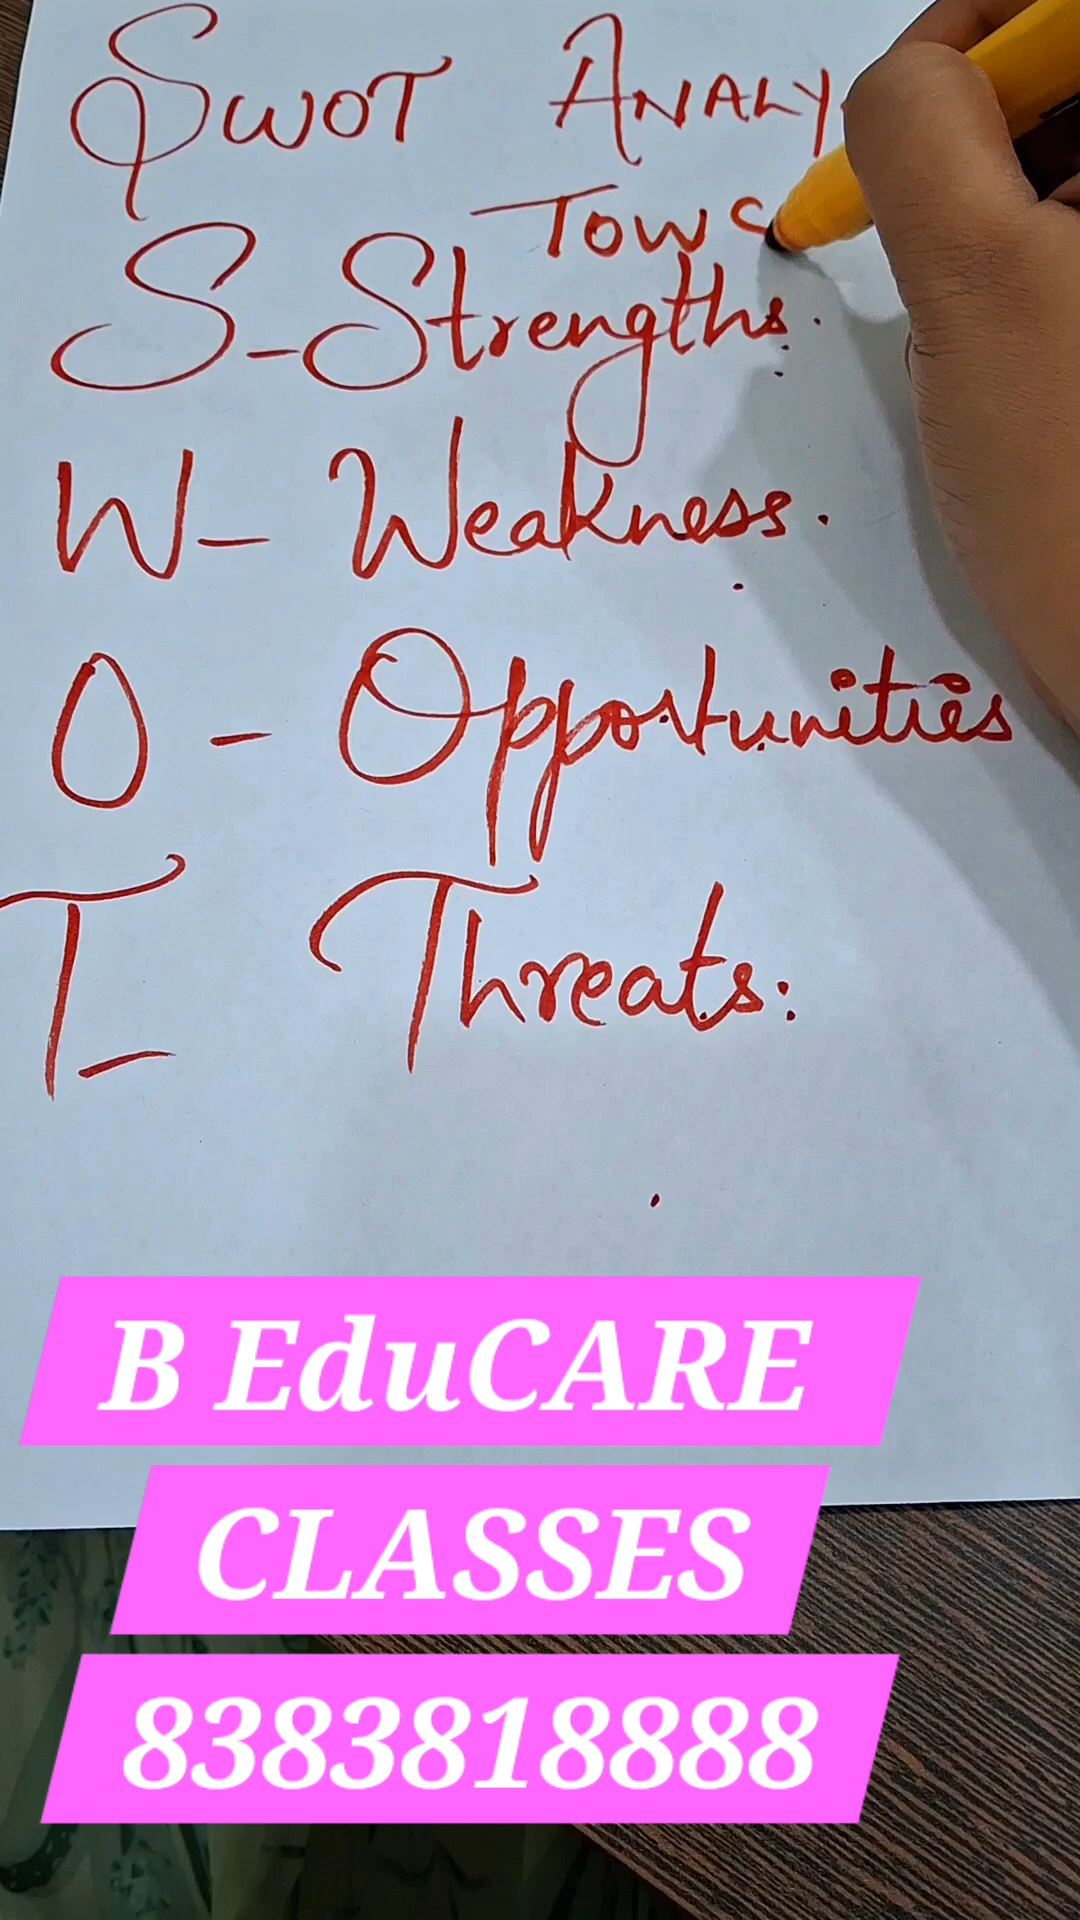 SWOT ANALY
TOWS
S - Strengths.
W - Weakness.
O - Opportunities
T - Threats.
B EduCARE
CLASSES
8383818888